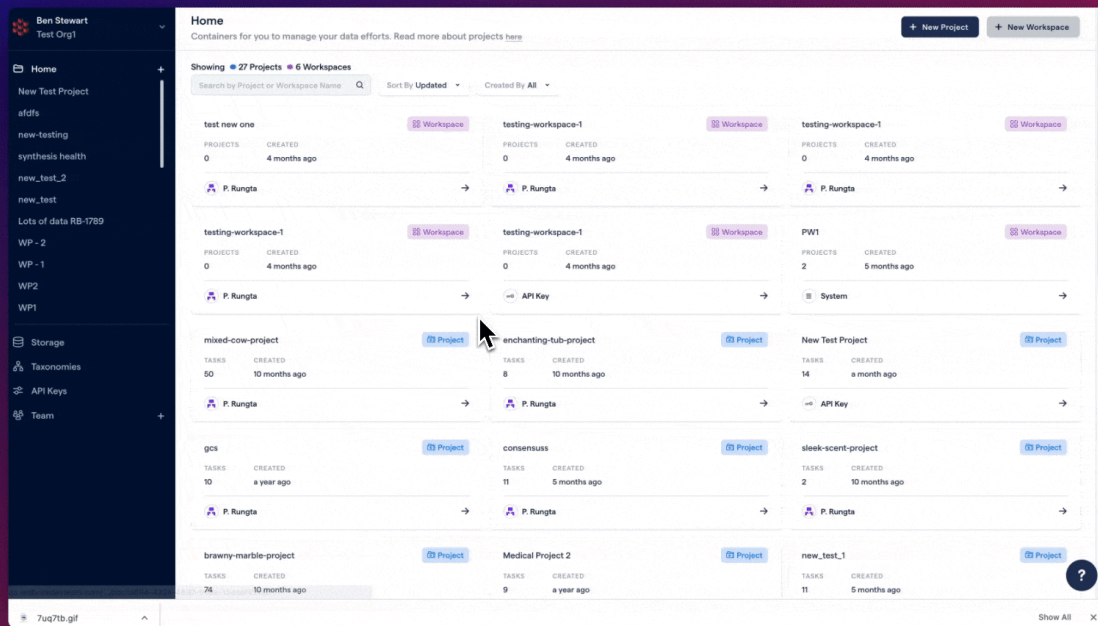 Ben Stewart
Test Org1
Home
New Test Project
afdfs
new-testing
synthesis health
new_test_2
new_test
Lots of data RB-1789
WP - 2
WP - 1
WP2
WP1
Storage
Taxonomies
API Keys
Team
Home
Containers for you to manage your data efforts. Read more about projects here
New Project
New Workspace
Showing 27 Projects 6 Workspaces
Search by Project or Workspace Name
Sort By Updated
Created By All
test new one Workspace
PROJECTS CREATED
0 4 months ago
P. Rungta
testing-workspace-1 Workspace
PROJECTS CREATED
0 4 months ago
P. Rungta
testing-workspace-1 Workspace
PROJECTS CREATED
0 4 months ago
P. Rungta
testing-workspace-1 Workspace
PROJECTS CREATED
0 4 months ago
P. Rungta
testing-workspace-1 Workspace
PROJECTS CREATED
0 4 months ago
API Key
PW1 Workspace
PROJECTS CREATED
2 5 months ago
System
mixed-cow-project Project
TASKS CREATED
50 10 months ago
P. Rungta
enchanting-tub-project Project
TASKS CREATED
8 10 months ago
P. Rungta
New Test Project Project
TASKS CREATED
14 a month ago
API Key
gcs Project
TASKS CREATED
10 a year ago
P. Rungta
consensuss Project
TASKS CREATED
11 5 months ago
P. Rungta
sleek-scent-project Project
TASKS CREATED
2 10 months ago
P. Rungta
brawny-marble-project Project
TASKS CREATED
74 10 months ago
Medical Project 2 Project
TASKS CREATED
9 a year ago
new_test_1 Project
TASKS CREATED
11 5 months ago
?
7uq7tb.gif
Show All